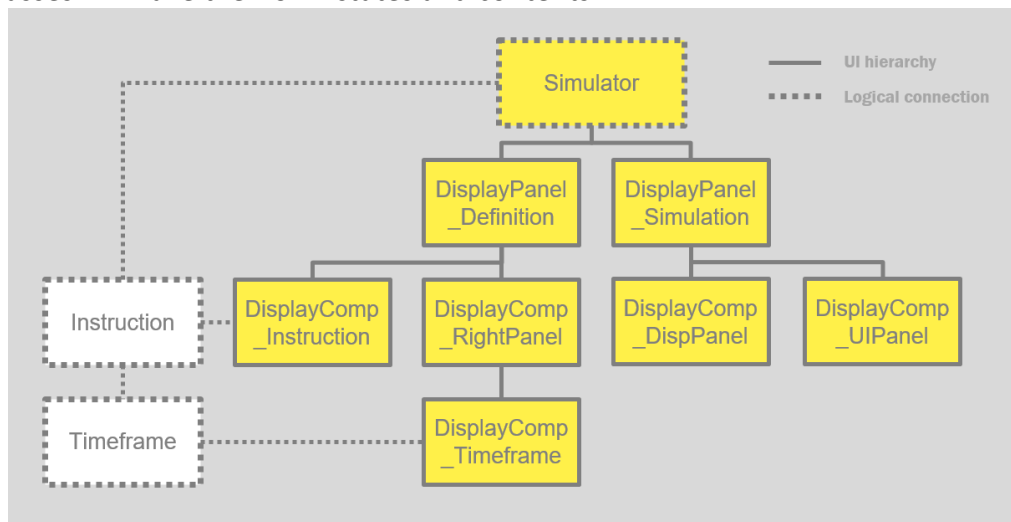 Simulator
UI hierarchy
Logical connection
DisplayPanel
_Definition
DisplayPanel
_Simulation
Instruction
DisplayComp
_Instruction
DisplayComp
_RightPanel
DisplayComp
_DispPanel
DisplayComp
_UIPanel
Timeframe
DisplayComp
_Timeframe